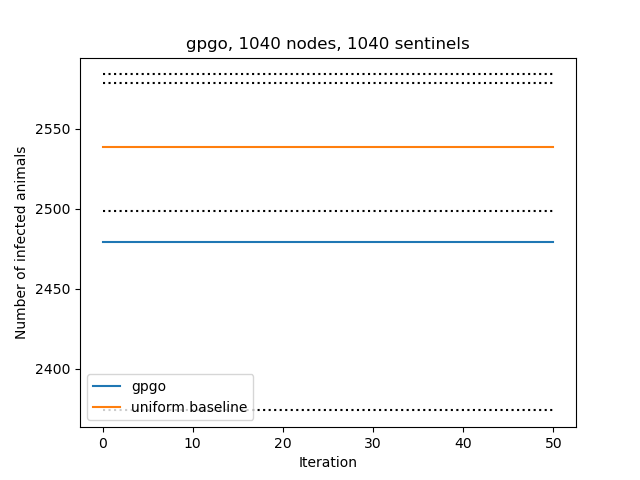 gpgo, 1040 nodes, 1040 sentinels
2550
2500
2450
2400
Number of infected animals
gpgo
uniform baseline
0 10 20 30 40 50
Iteration